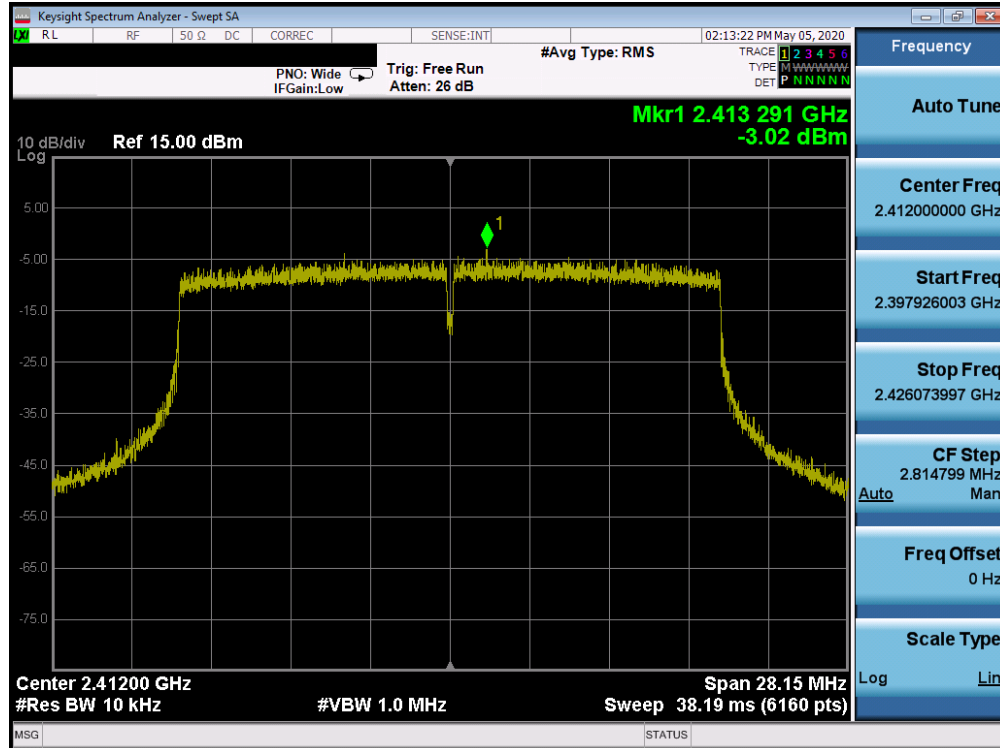 Keysight Spectrum Analyzer - Swept SA
LXI RL RF 50 Ω DC CORREC SENSE:INT 02:13:22 PM May 05, 2020
PNO: Wide
IFGain:Low
Trig: Free Run
Atten: 26 dB
#Avg Type: RMS
TRACE 1 2 3 4 5 6
TYPE M WWWWW
DET P N N N N N
Mkr1 2.413 291 GHz
-3.02 dBm
10 dB/div Ref 15.00 dBm
Log
1
5.00
-5.00
-15.0
-25.0
-35.0
-45.0
-55.0
-65.0
-75.0
Center 2.41200 GHz Span 28.15 MHz
#Res BW 10 kHz #VBW 1.0 MHz Sweep 38.19 ms (6160 pts)
MSG STATUS
Frequency
Auto Tune
Center Freq
2.412000000 GHz
Start Freq
2.397926003 GHz
Stop Freq
2.426073997 GHz
CF Step
2.814799 MHz
Auto Man
Freq Offset
0 Hz
Scale Type
Log Lin